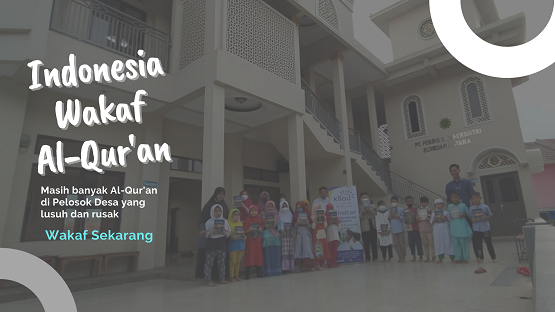 Indonesia
Wakaf
Al-Qur'an
Masih banyak Al-Qur'an
di Pelosok Desa yang
lusuh dan rusak
Wakaf Sekarang